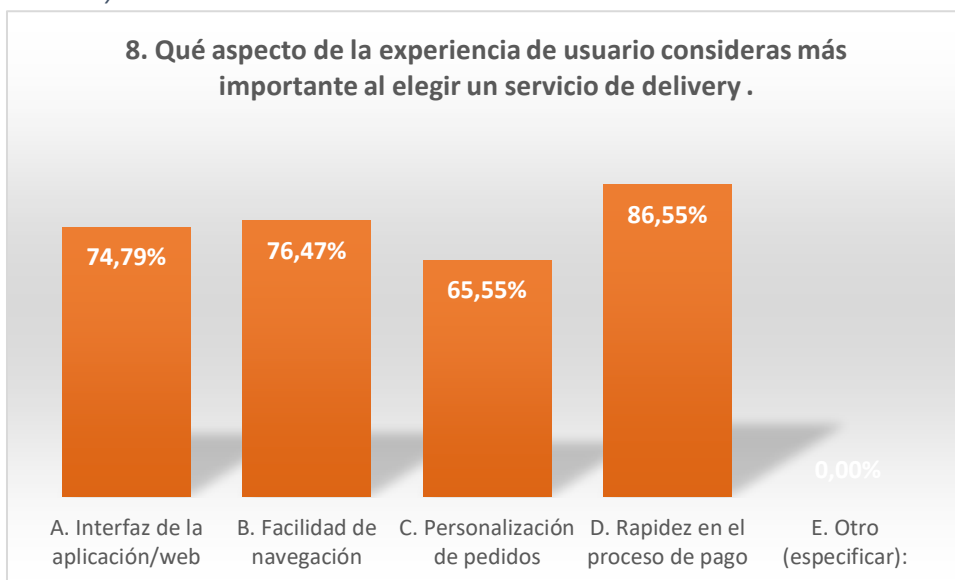 8. Qué aspecto de la experiencia de usuario consideras más
importante al elegir un servicio de delivery .
74,79%
76,47%
65,55%
86,55%
0,00%
A. Interfaz de la
aplicación/web
B. Facilidad de
navegación
C. Personalización
de pedidos
D. Rapidez en el
proceso de pago
E. Otro
(especificar):